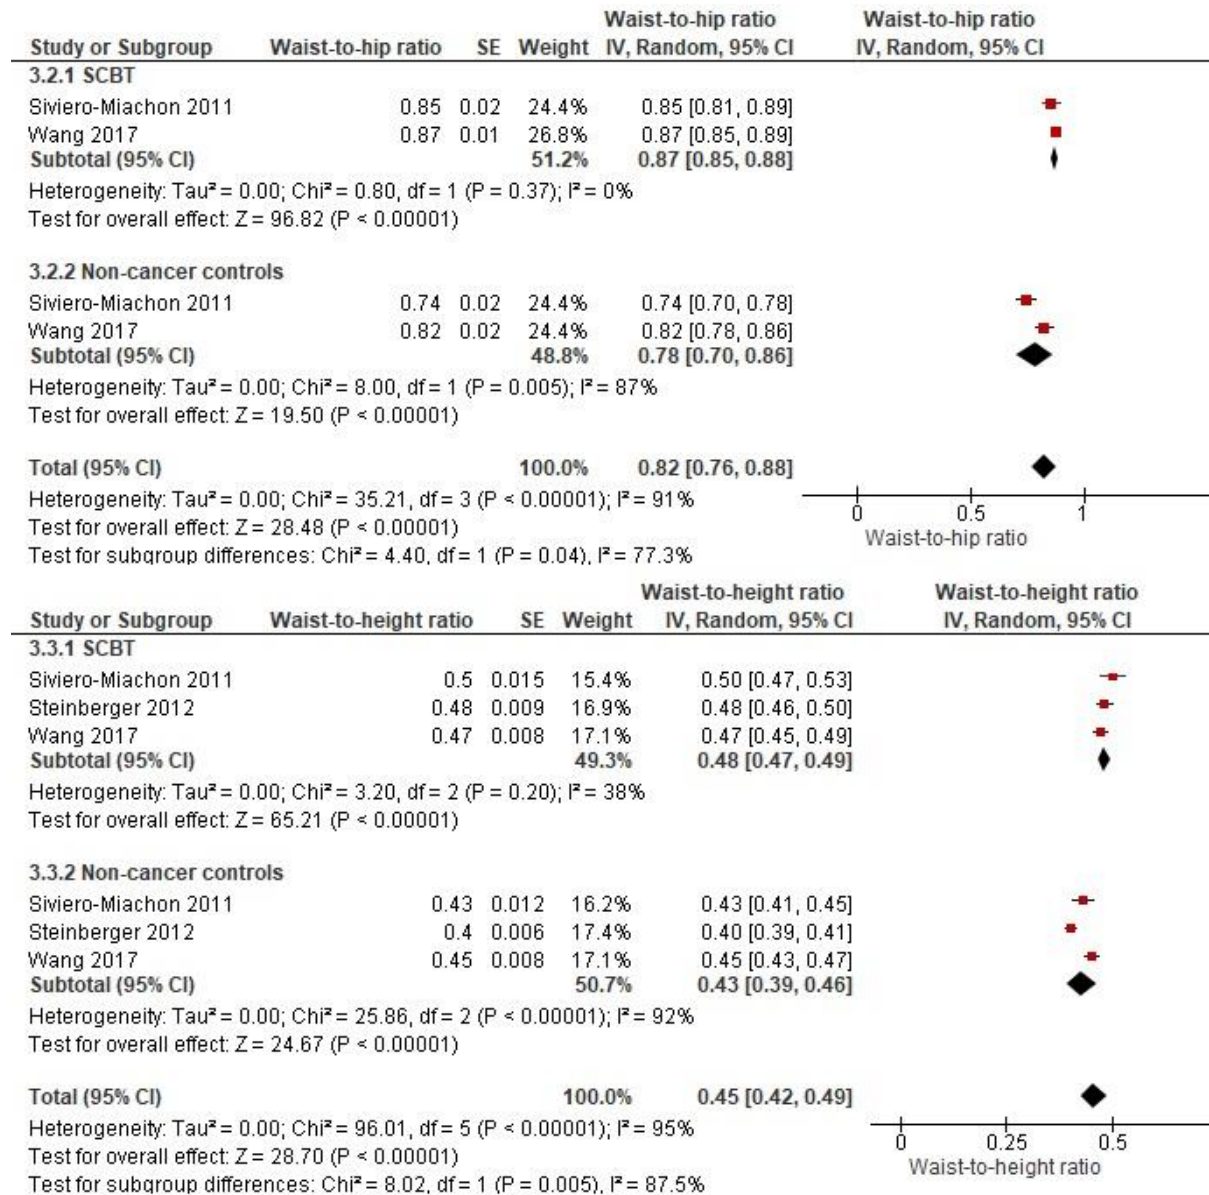 Waist-to-hip ratio Waist-to-hip ratio
Study or Subgroup Waist-to-hip ratio SE Weight IV, Random, 95% CI IV, Random, 95% CI
3.2.1 SCBT
Siviero-Miachon 2011 0.85 0.02 24.4% 0.85 [0.81, 0.89]
Wang 2017 0.87 0.01 26.8% 0.87 [0.85, 0.89]
Subtotal (95% CI) 51.2% 0.87 [0.85, 0.88]
Heterogeneity: Tau² = 0.00; Chi² = 0.80, df = 1 (P = 0.37); I² = 0%
Test for overall effect: Z = 96.82 (P < 0.00001)
3.2.2 Non-cancer controls
Siviero-Miachon 2011 0.74 0.02 24.4% 0.74 [0.70, 0.78]
Wang 2017 0.82 0.02 24.4% 0.82 [0.78, 0.86]
Subtotal (95% CI) 48.8% 0.78 [0.70, 0.86]
Heterogeneity: Tau² = 0.00; Chi² = 8.00, df = 1 (P = 0.005); I² = 87%
Test for overall effect: Z = 19.50 (P < 0.00001)
Total (95% CI) 100.0% 0.82 [0.76, 0.88]
Heterogeneity: Tau² = 0.00; Chi² = 35.21, df = 3 (P < 0.00001); I² = 91%
Test for overall effect: Z = 28.48 (P < 0.00001)
Test for subgroup differences: Chi² = 4.40, df = 1 (P = 0.04), I² = 77.3%
0 0.5 1
Waist-to-hip ratio
Waist-to-height ratio Waist-to-height ratio
Study or Subgroup Waist-to-height ratio SE Weight IV, Random, 95% CI IV, Random, 95% CI
3.3.1 SCBT
Siviero-Miachon 2011 0.5 0.015 15.4% 0.50 [0.47, 0.53]
Steinberger 2012 0.48 0.009 16.9% 0.48 [0.46, 0.50]
Wang 2017 0.47 0.008 17.1% 0.47 [0.45, 0.49]
Subtotal (95% CI) 49.3% 0.48 [0.47, 0.49]
Heterogeneity: Tau² = 0.00; Chi² = 3.20, df = 2 (P = 0.20); I² = 38%
Test for overall effect: Z = 65.21 (P < 0.00001)
3.3.2 Non-cancer controls
Siviero-Miachon 2011 0.43 0.012 16.2% 0.43 [0.41, 0.45]
Steinberger 2012 0.4 0.006 17.4% 0.40 [0.39, 0.41]
Wang 2017 0.45 0.008 17.1% 0.45 [0.43, 0.47]
Subtotal (95% CI) 50.7% 0.43 [0.39, 0.46]
Heterogeneity: Tau² = 0.00; Chi² = 25.86, df = 2 (P < 0.00001); I² = 92%
Test for overall effect: Z = 24.67 (P < 0.00001)
Total (95% CI) 100.0% 0.45 [0.42, 0.49]
Heterogeneity: Tau² = 0.00; Chi² = 96.01, df = 5 (P < 0.00001); I² = 95%
Test for overall effect: Z = 28.70 (P < 0.00001)
Test for subgroup differences: Chi² = 8.02, df = 1 (P = 0.005), I² = 87.5%
0 0.25 0.5
Waist-to-height ratio